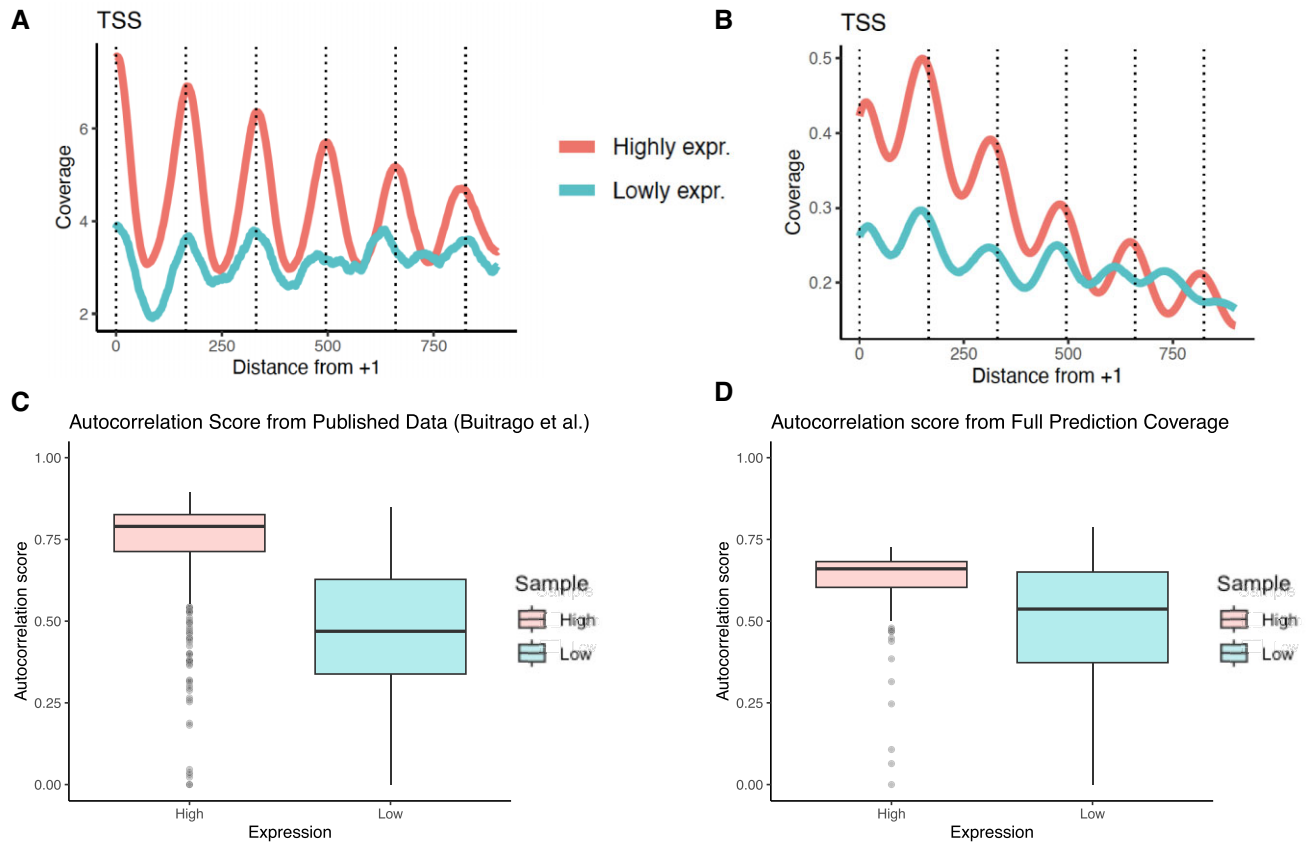 A
TSS
6
4
2
Coverage
0
250
500
750
Distance from +1
Highly expr.
Lowly expr.
B
TSS
0.5
0.4
0.3
0.2
Coverage
0
250
500
750
Distance from +1
C
Autocorrelation Score from Published Data (Buitrago et al.)
1.00
0.75
0.50
0.25
0.00
Autocorrelation score
High
Low
Expression
Sample
High
Low
D
Autocorrelation score from Full Prediction Coverage
1.00
0.75
0.50
0.25
0.00
Autocorrelation score
High
Low
Expression
Sample
High
Low